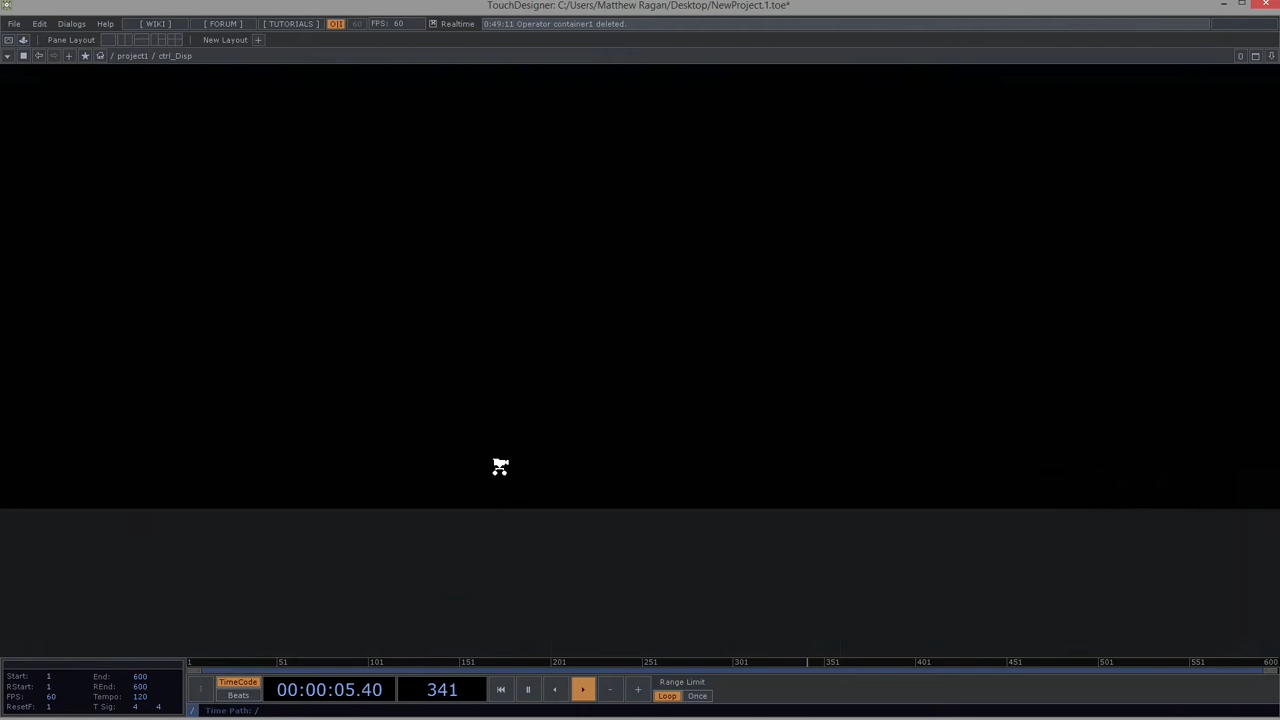 TouchDesigner: C:/Users/Matthew Ragan/Desktop/NewProject.1.toe*
File Edit Dialogs Help [ WIKI ] [ FORUM ] [ TUTORIALS ] O|I 60 FPS: 60 Realtime 0:49:11 Operator container1 deleted.
Pane Layout New Layout +
/ project1 / ctrl_Disp 0
1 51 101 151 201 251 301 351 401 451 501 551 600
Start: 1 End: 600
RStart: 1 REnd: 600
FPS: 60 Tempo: 120
ResetF: 1 T Sig: 4 4
TimeCode
Beats
00:00:05.40 341
Range Limit
Loop Once
/ Time Path: /